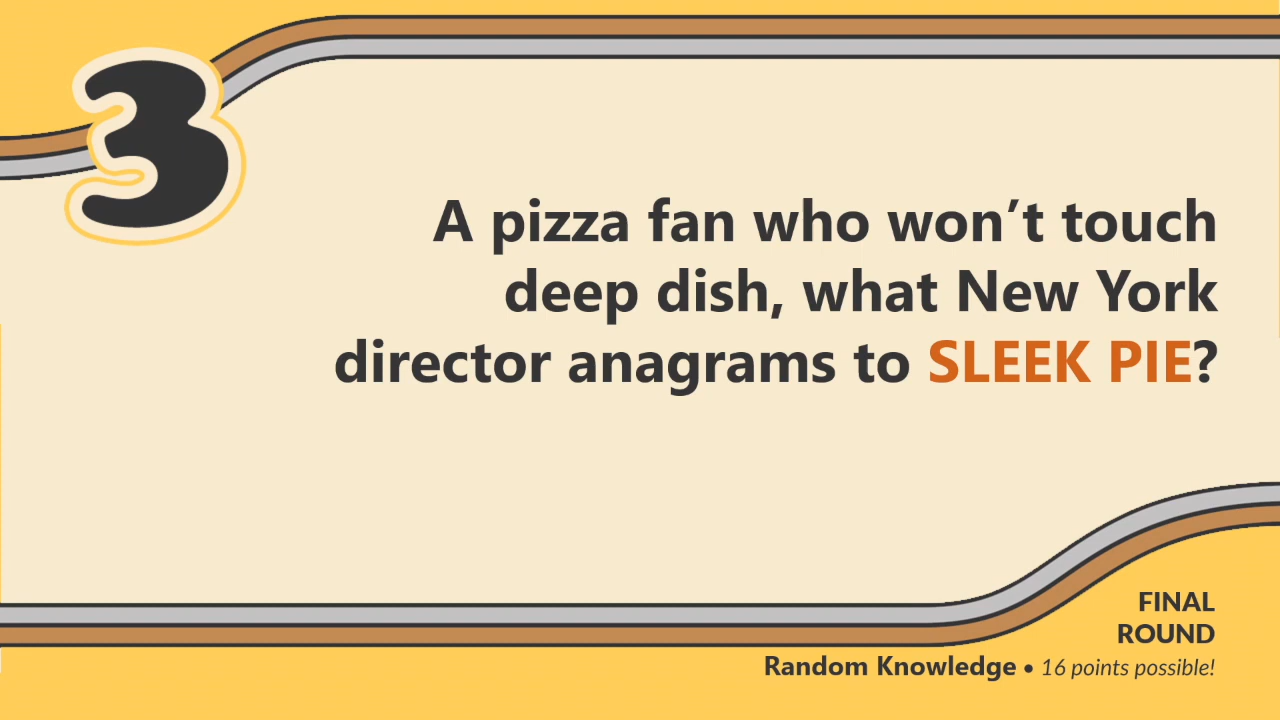 3
A pizza fan who won’t touch
deep dish, what New York
director anagrams to SLEEK PIE?
FINAL
ROUND
Random Knowledge • 16 points possible!